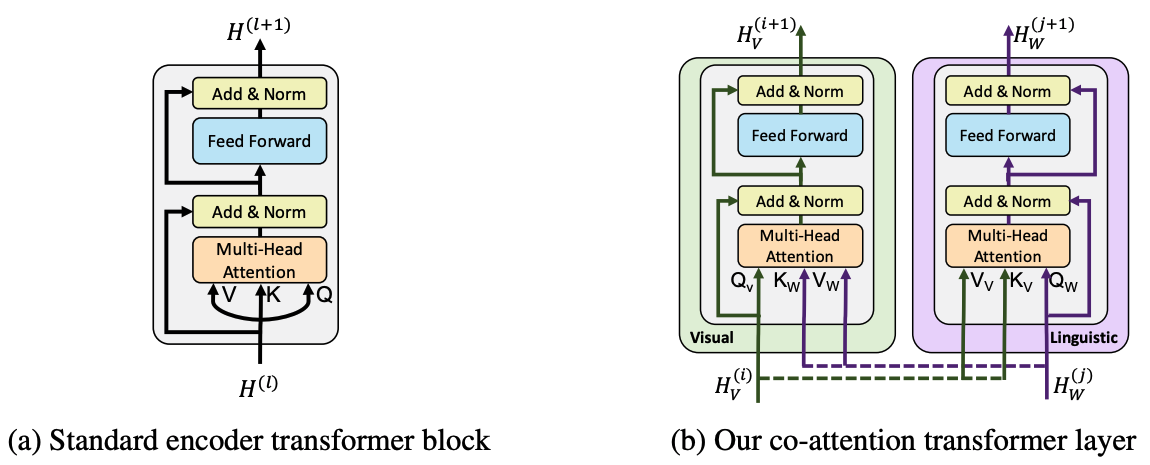 H^(l+1)
Add & Norm
Feed Forward
Add & Norm
Multi-Head
Attention
V K Q
H^(l)
(a) Standard encoder transformer block
H_V^(i+1)
Add & Norm
Feed Forward
Add & Norm
Multi-Head
Attention
Q_v K_W V_W
Visual
H_V^(i)
H_W^(j+1)
Add & Norm
Feed Forward
Add & Norm
Multi-Head
Attention
V_V K_V Q_W
Linguistic
H_W^(j)
(b) Our co-attention transformer layer